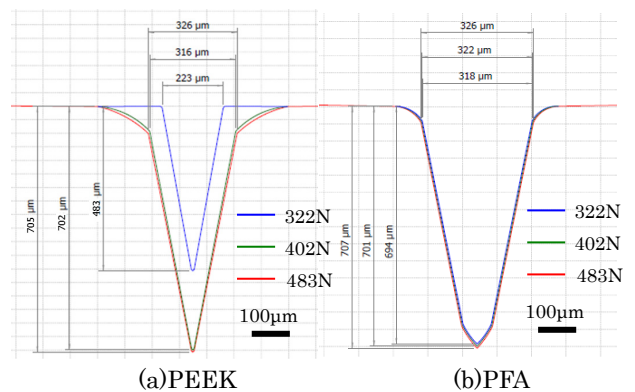 326 µm
316 µm
223 µm
705 µm
702 µm
483 µm
322N
402N
483N
100µm
(a)PEEK
326 µm
322 µm
318 µm
707 µm
701 µm
694 µm
322N
402N
483N
100µm
(b)PFA